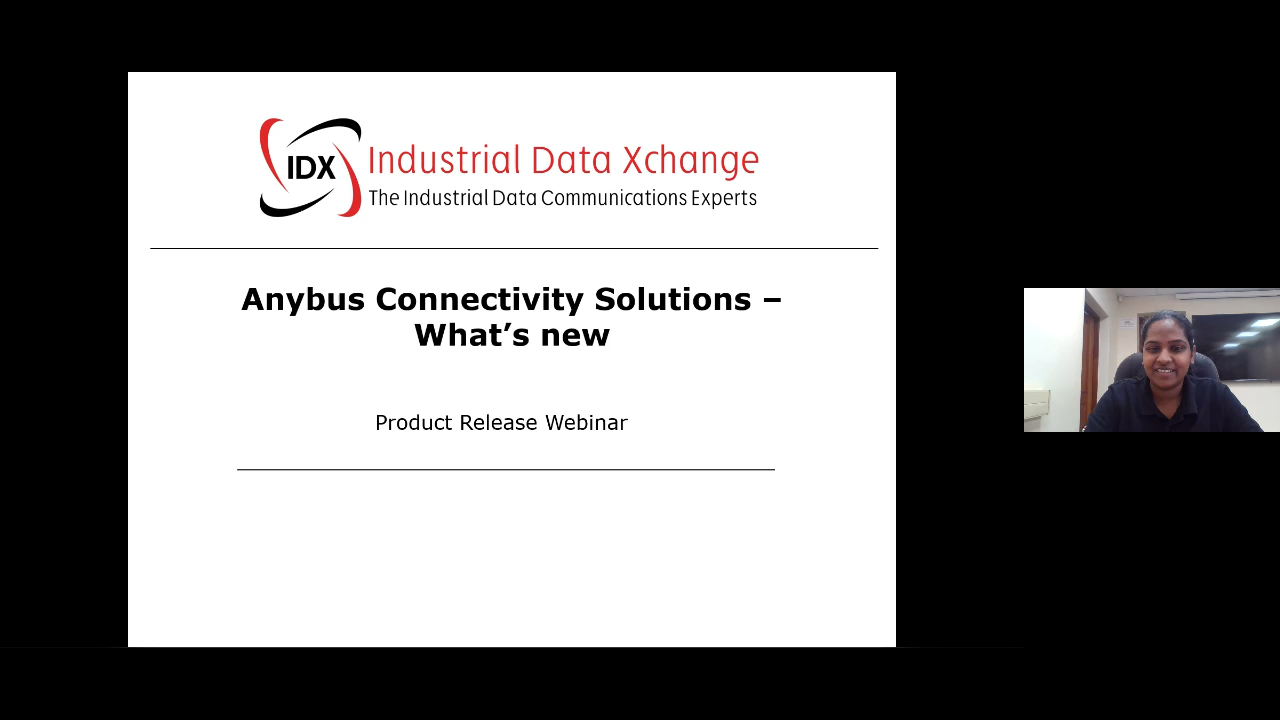 IDX
Industrial Data Xchange
The Industrial Data Communications Experts
Anybus Connectivity Solutions –
What's new
Product Release Webinar